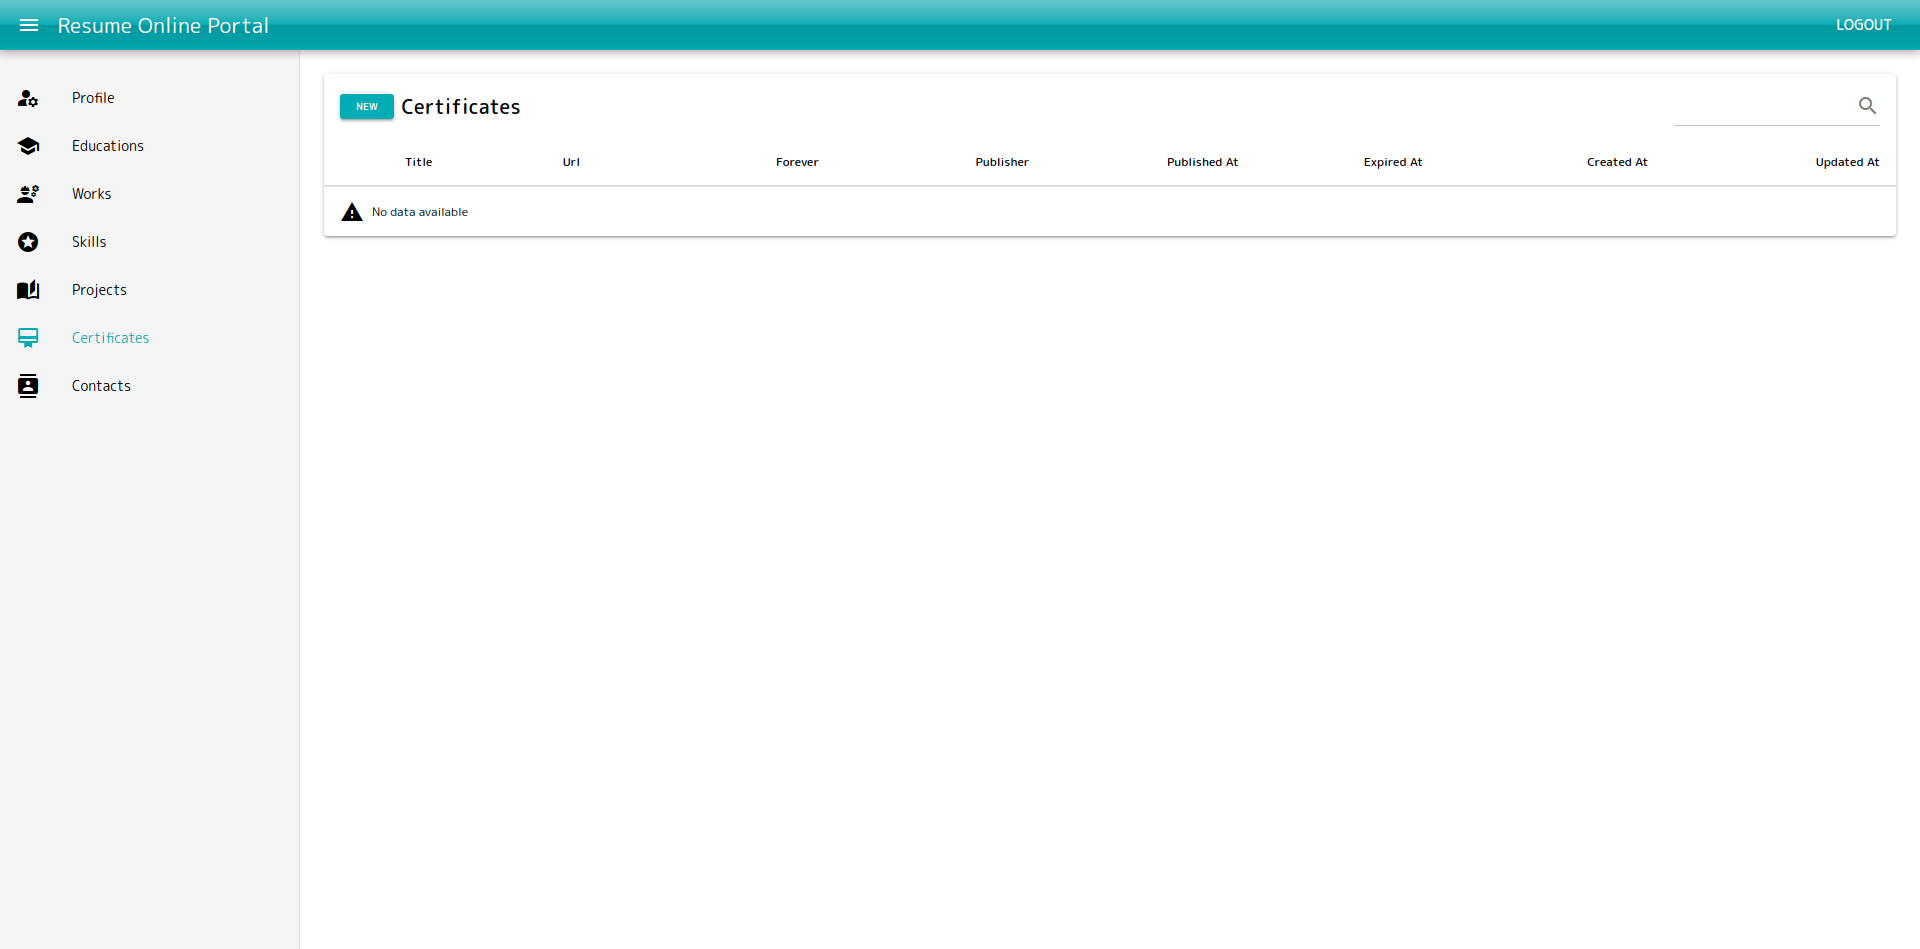 Resume Online Portal
LOGOUT
Profile
Educations
Works
Skills
Projects
Certificates
Contacts
NEW Certificates
Title Url Forever Publisher Published At Expired At Created At Updated At
No data available